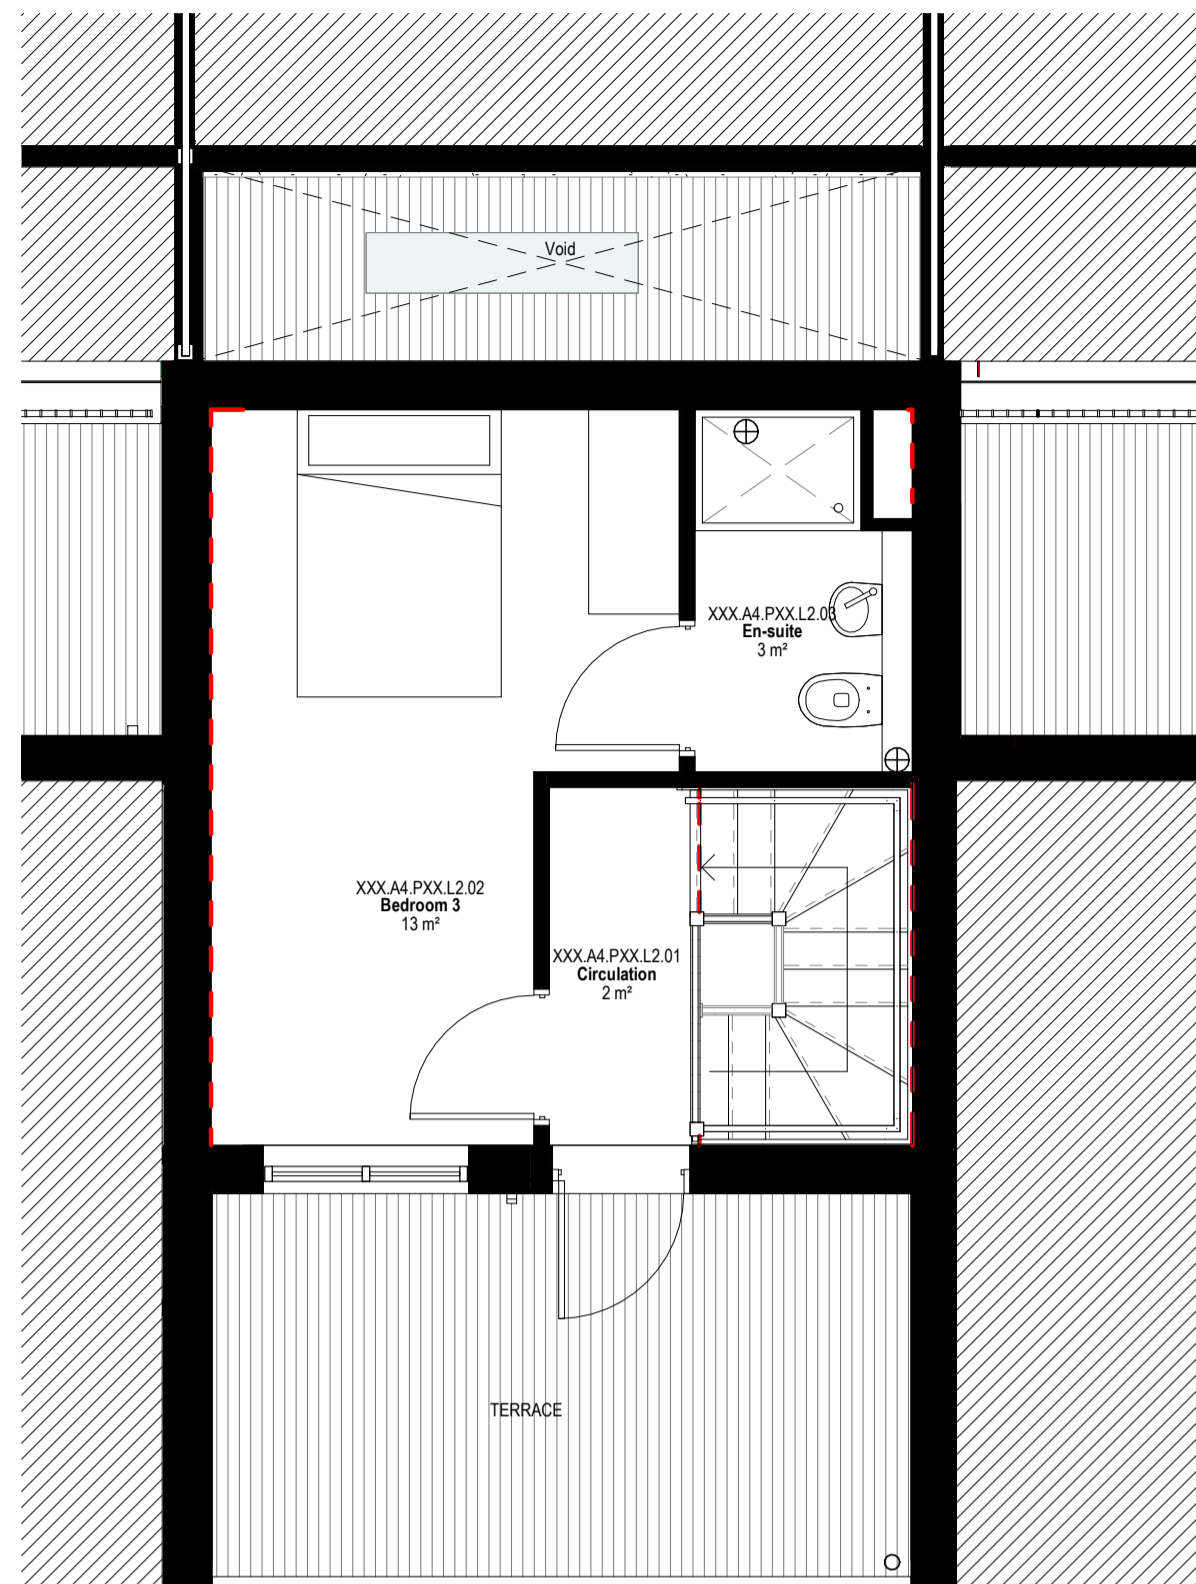 Void
XXX.A4.PXX.L2.03
En-suite
3 m²
XXX.A4.PXX.L2.02
Bedroom 3
13 m²
XXX.A4.PXX.L2.01
Circulation
2 m²
TERRACE